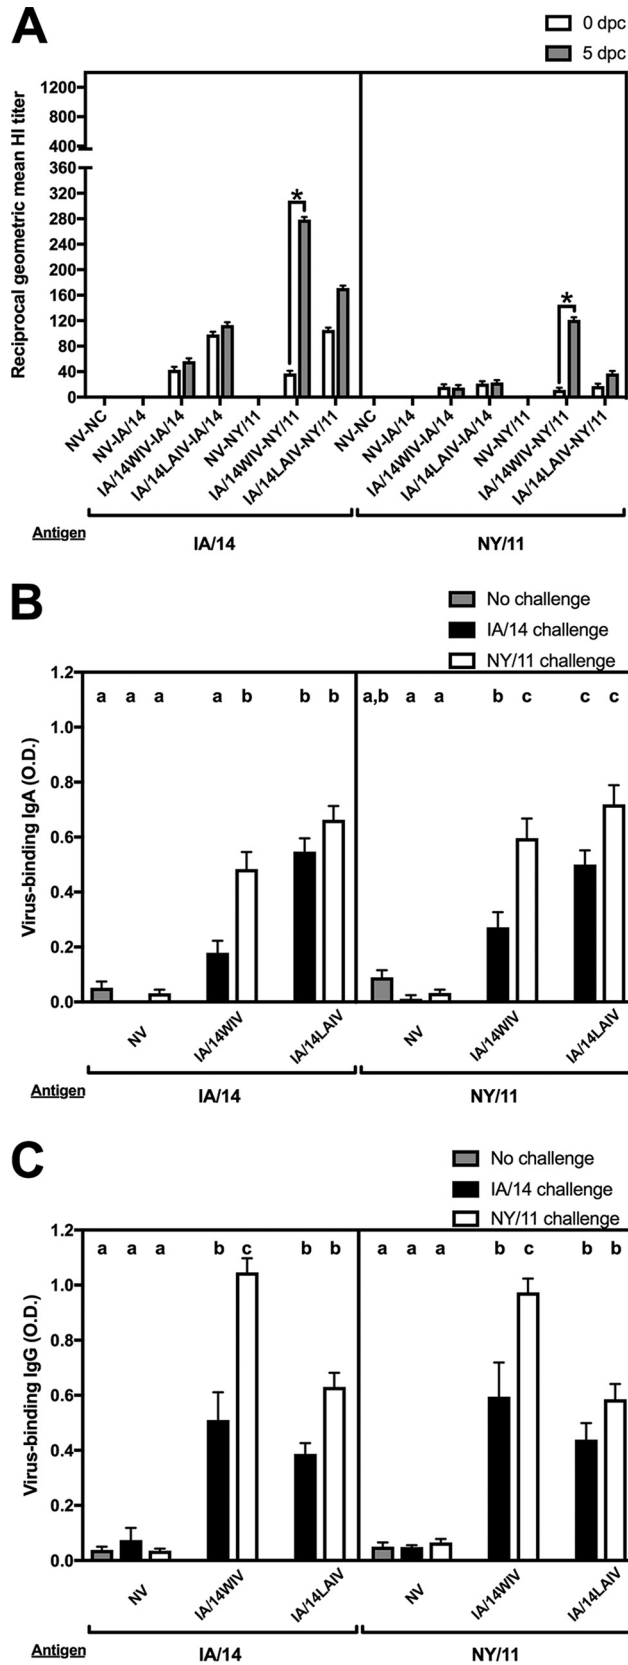 A
0 dpc
5 dpc
Reciprocal geometric mean HI titer
1200
800
400
360
320
280
240
200
160
120
80
40
0
*
*
NV-NC
NV-IA/14
IA/14WIV-IA/14
IA/14LAIV-IA/14
NV-NY/11
IA/14WIV-NY/11
IA/14LAIV-NY/11
NV-NC
NV-IA/14
IA/14WIV-IA/14
IA/14LAIV-IA/14
NV-NY/11
IA/14WIV-NY/11
IA/14LAIV-NY/11
Antigen
IA/14
NY/11
B
No challenge
IA/14 challenge
NY/11 challenge
Virus-binding IgA (O.D.)
1.2
1.0
0.8
0.6
0.4
0.2
0.0
a a a a b b b a,b a a b c c c
NV
IA/14WIV
IA/14LAIV
NV
IA/14WIV
IA/14LAIV
Antigen
IA/14
NY/11
C
No challenge
IA/14 challenge
NY/11 challenge
Virus-binding IgG (O.D.)
1.2
1.0
0.8
0.6
0.4
0.2
0.0
a a a b c b b a a a b c b b
NV
IA/14WIV
IA/14LAIV
NV
IA/14WIV
IA/14LAIV
Antigen
IA/14
NY/11